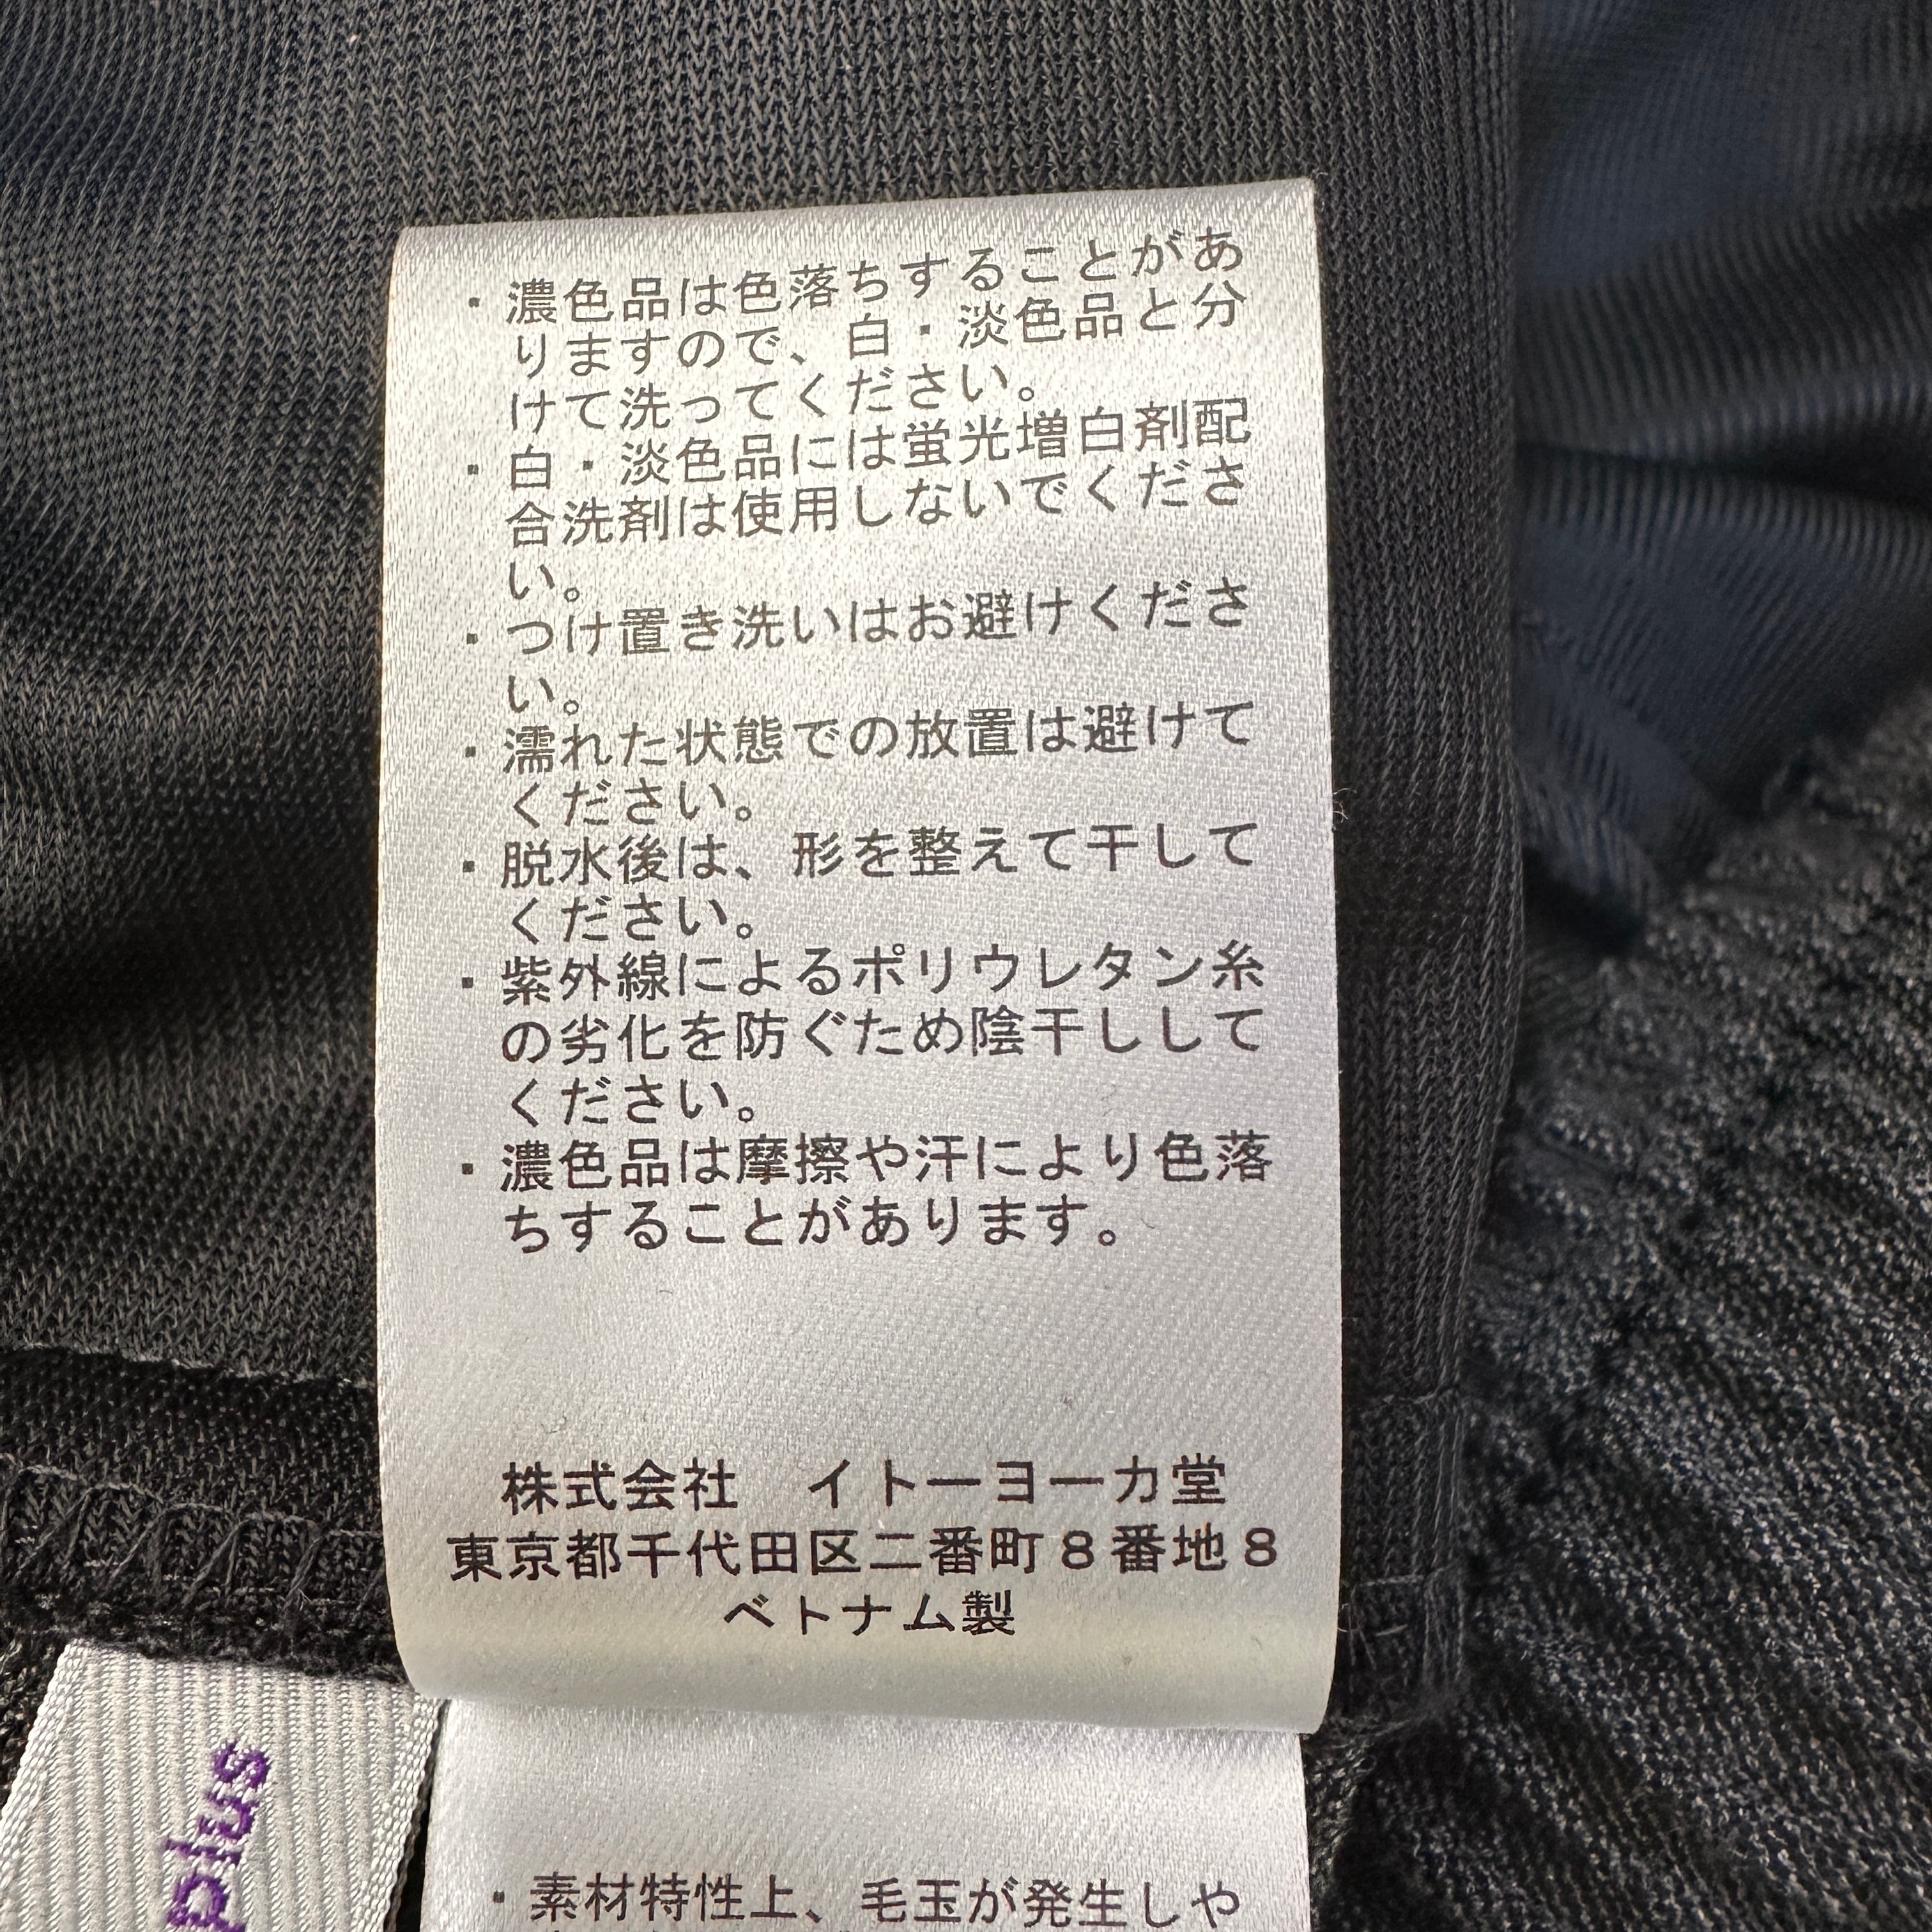 ・濃色品は色落ちすることがあ
りますので、白・淡色品と分
けて洗ってください。
・白・淡色品には蛍光増白剤配
合洗剤は使用しないでくださ
い。
・つけ置き洗いはお避けくださ
い。
・濡れた状態での放置は避けて
ください。
・脱水後は、形を整えて干して
ください。
・紫外線によるポリウレタン糸
の劣化を防ぐため陰干しして
ください。
・濃色品は摩擦や汗により色落
ちすることがあります。
株式会社　イトーヨーカ堂
東京都千代田区二番町８番地８
ベトナム製
plus
・素材特性上、毛玉が発生しや